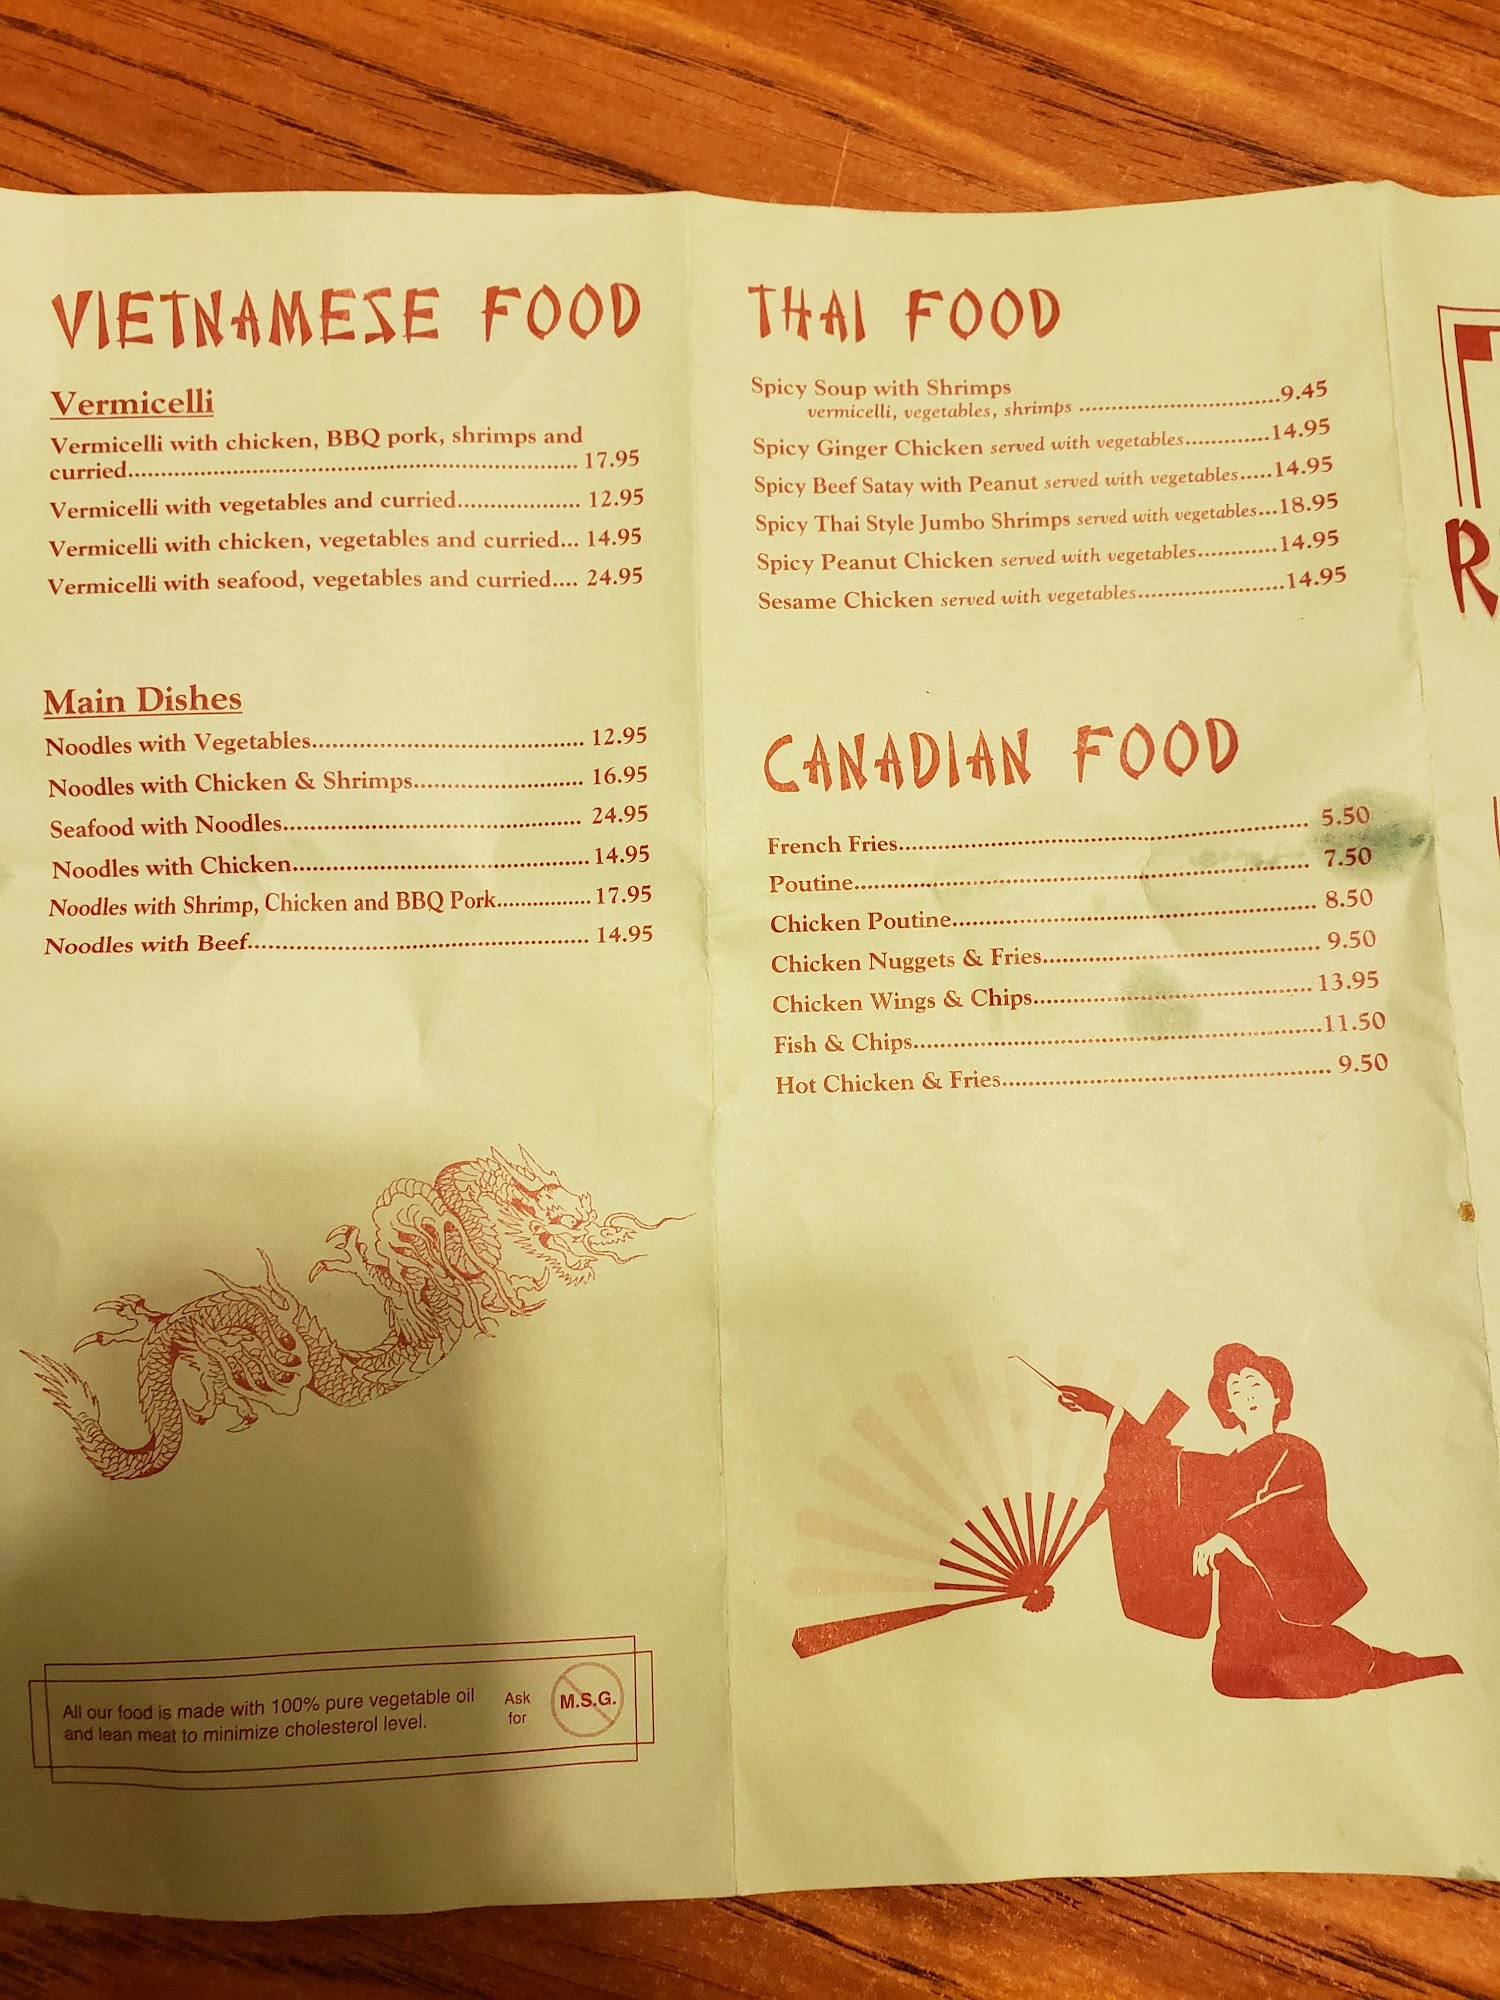 VIETNAMESE FOOD
Vermicelli
Vermicelli with chicken, BBQ pork, shrimps and
curried.................................................................. 17.95
Vermicelli with vegetables and curried.................. 12.95
Vermicelli with chicken, vegetables and curried... 14.95
Vermicelli with seafood, vegetables and curried.... 24.95
Main Dishes
Noodles with Vegetables........................................ 12.95
Noodles with Chicken & Shrimps......................... 16.95
Seafood with Noodles............................................ 24.95
Noodles with Chicken............................................ 14.95
Noodles with Shrimp, Chicken and BBQ Pork................ 17.95
Noodles with Beef.................................................. 14.95
All our food is made with 100% pure vegetable oil
and lean meat to minimize cholesterol level.
Ask
for
M.S.G.
THAI FOOD
Spicy Soup with Shrimps
vermicelli, vegetables, shrimps ...............................9.45
Spicy Ginger Chicken served with vegetables.............14.95
Spicy Beef Satay with Peanut served with vegetables.....14.95
Spicy Thai Style Jumbo Shrimps served with vegetables...18.95
Spicy Peanut Chicken served with vegetables............14.95
Sesame Chicken served with vegetables......................14.95
CANADIAN FOOD
French Fries............................................................. 5.50
Poutine.................................................................... 7.50
Chicken Poutine...................................................... 8.50
Chicken Nuggets & Fries......................................... 9.50
Chicken Wings & Chips......................................... 13.95
Fish & Chips............................................................11.50
Hot Chicken & Fries................................................ 9.50